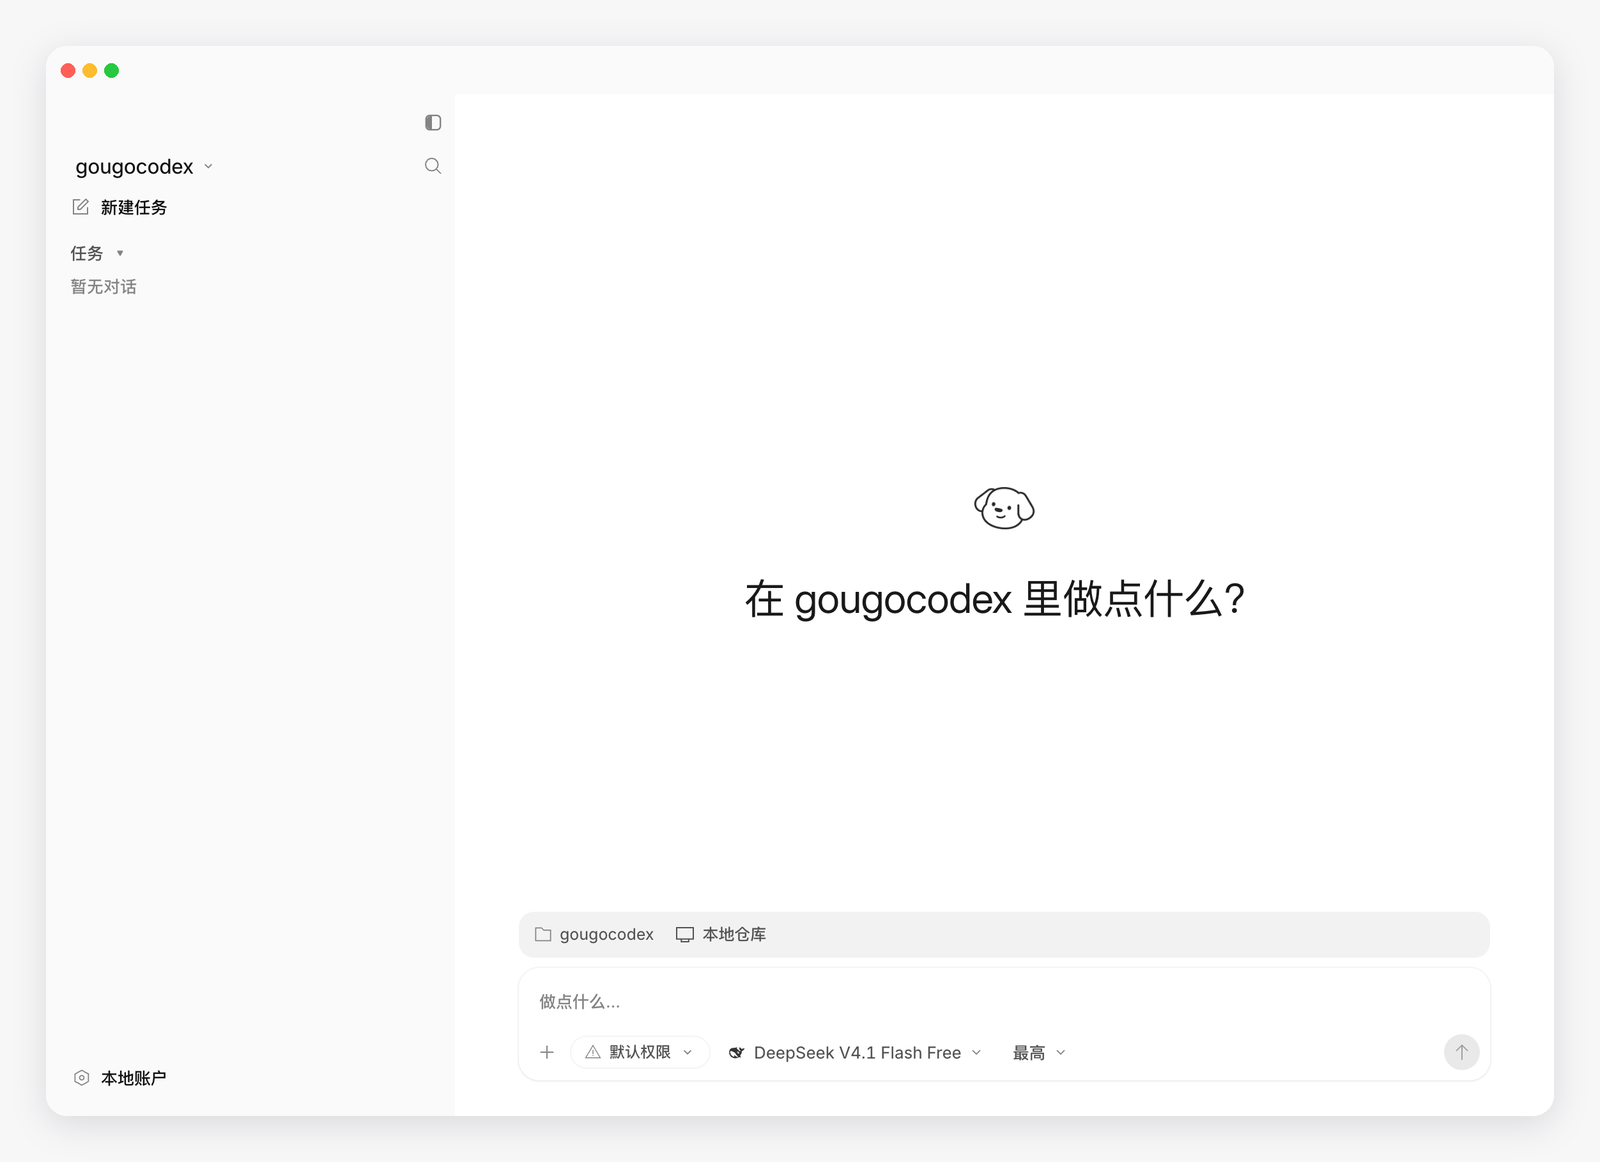 gougocodex
新建任务
任务
暂无对话
在 gougocodex 里做点什么?
gougocodex 本地仓库
做点什么...
默认权限 DeepSeek V4.1 Flash Free 最高
本地账户